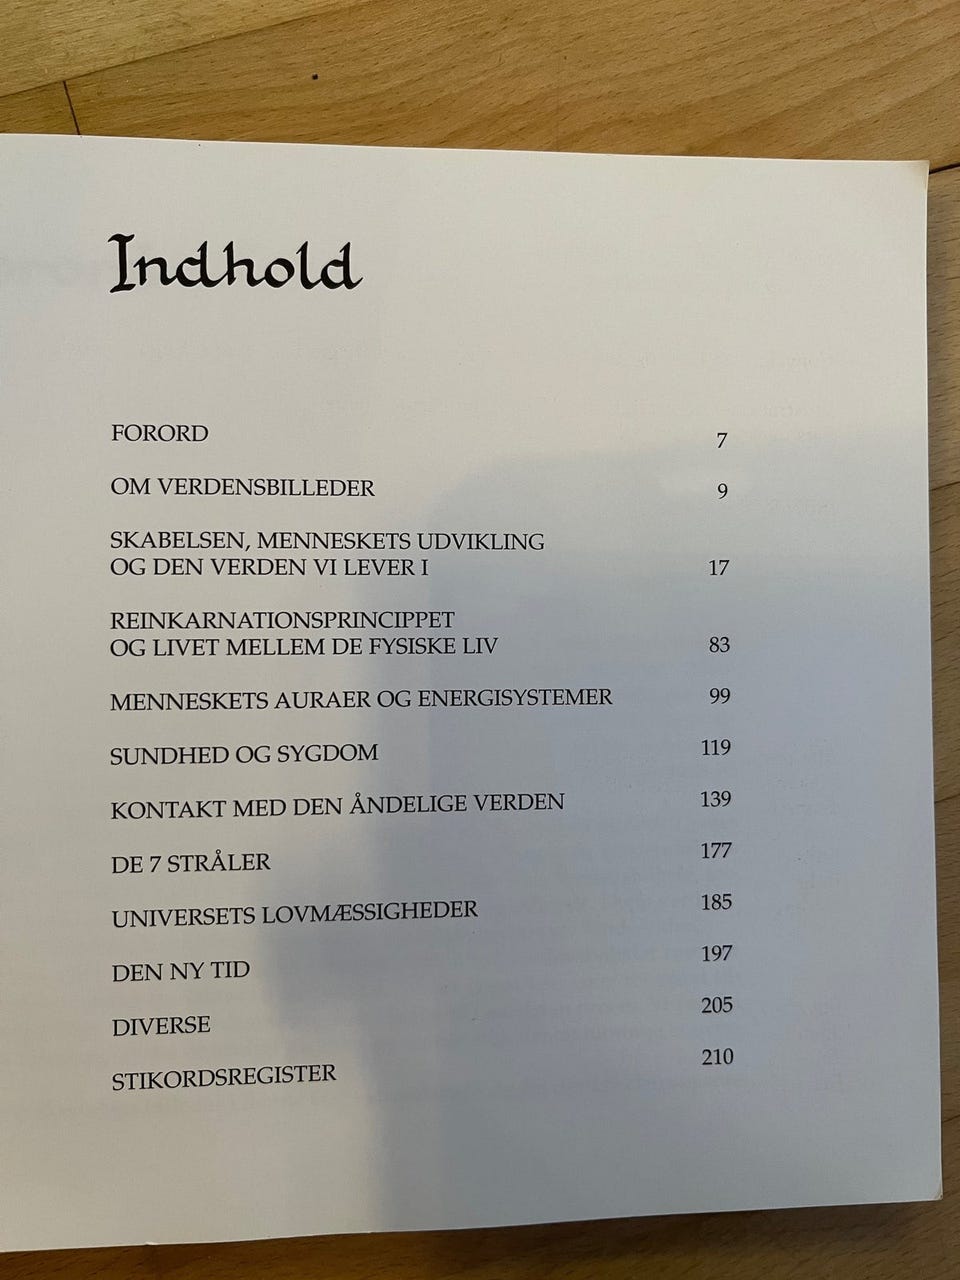 Indhold
FORORD 7
OM VERDENSBILLEDER 9
SKABELSEN, MENNESKETS UDVIKLING
OG DEN VERDEN VI LEVER I 17
REINKARNATIONSPRINCIPPET
OG LIVET MELLEM DE FYSISKE LIV 83
MENNESKETS AURAER OG ENERGISYSTEMER 99
SUNDHED OG SYGDOM 119
KONTAKT MED DEN ÅNDELIGE VERDEN 139
DE 7 STRÅLER 177
UNIVERSETS LOVMÆSSIGHEDER 185
DEN NY TID 197
DIVERSE 205
STIKORDSREGISTER 210